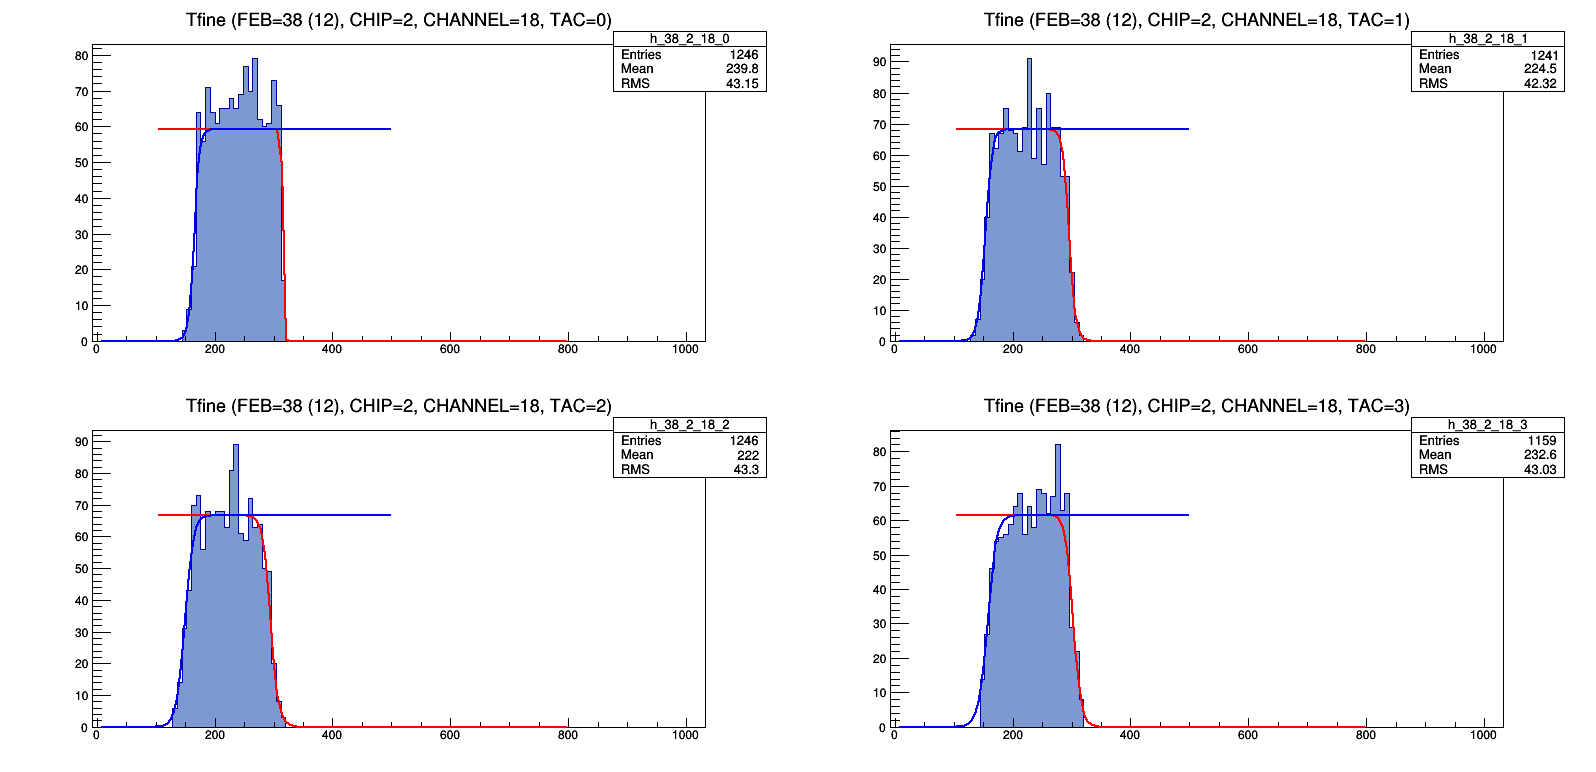 Tfine (FEB=38 (12), CHIP=2, CHANNEL=18, TAC=0)
h_38_2_18_0
Entries 1246
Mean 239.8
RMS 43.15
80
70
60
50
40
30
20
10
0
0 200 400 600 800 1000
Tfine (FEB=38 (12), CHIP=2, CHANNEL=18, TAC=1)
h_38_2_18_1
Entries 1241
Mean 224.5
RMS 42.32
90
80
70
60
50
40
30
20
10
0
0 200 400 600 800 1000
Tfine (FEB=38 (12), CHIP=2, CHANNEL=18, TAC=2)
h_38_2_18_2
Entries 1246
Mean 222
RMS 43.3
90
80
70
60
50
40
30
20
10
0
0 200 400 600 800 1000
Tfine (FEB=38 (12), CHIP=2, CHANNEL=18, TAC=3)
h_38_2_18_3
Entries 1159
Mean 232.6
RMS 43.03
80
70
60
50
40
30
20
10
0
0 200 400 600 800 1000